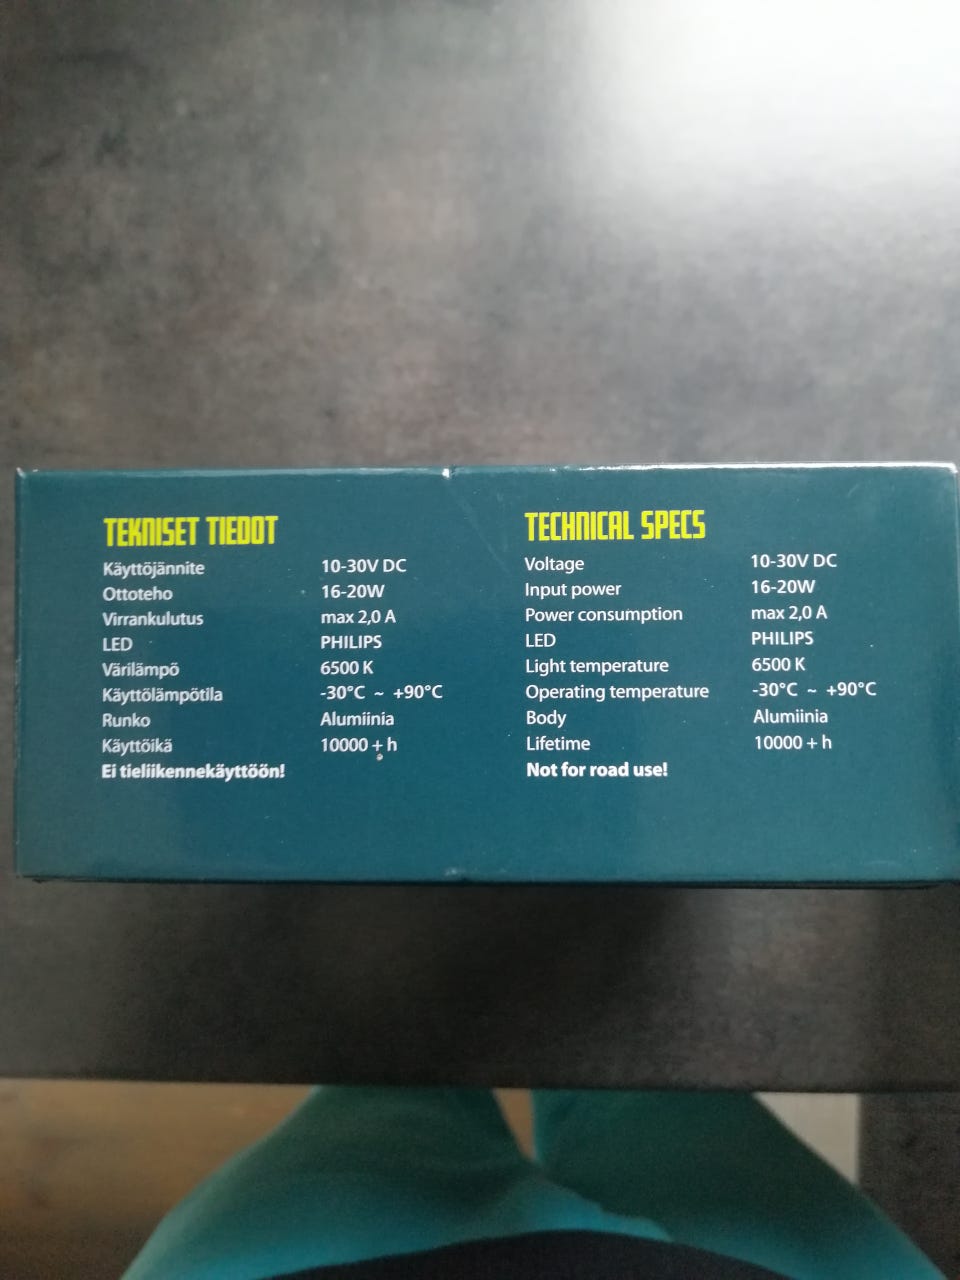 TEKNISET TIEDOT
Käyttöjännite 10-30V DC
Ottoteho 16-20W
Virrankulutus max 2,0 A
LED PHILIPS
Värilämpö 6500 K
Käyttölämpötila -30°C ~ +90°C
Runko Alumiinia
Käyttöikä 10000 + h
Ei tieliikennekäyttöön!
TECHNICAL SPECS
Voltage 10-30V DC
Input power 16-20W
Power consumption max 2,0 A
LED PHILIPS
Light temperature 6500 K
Operating temperature -30°C ~ +90°C
Body Alumiinia
Lifetime 10000 + h
Not for road use!